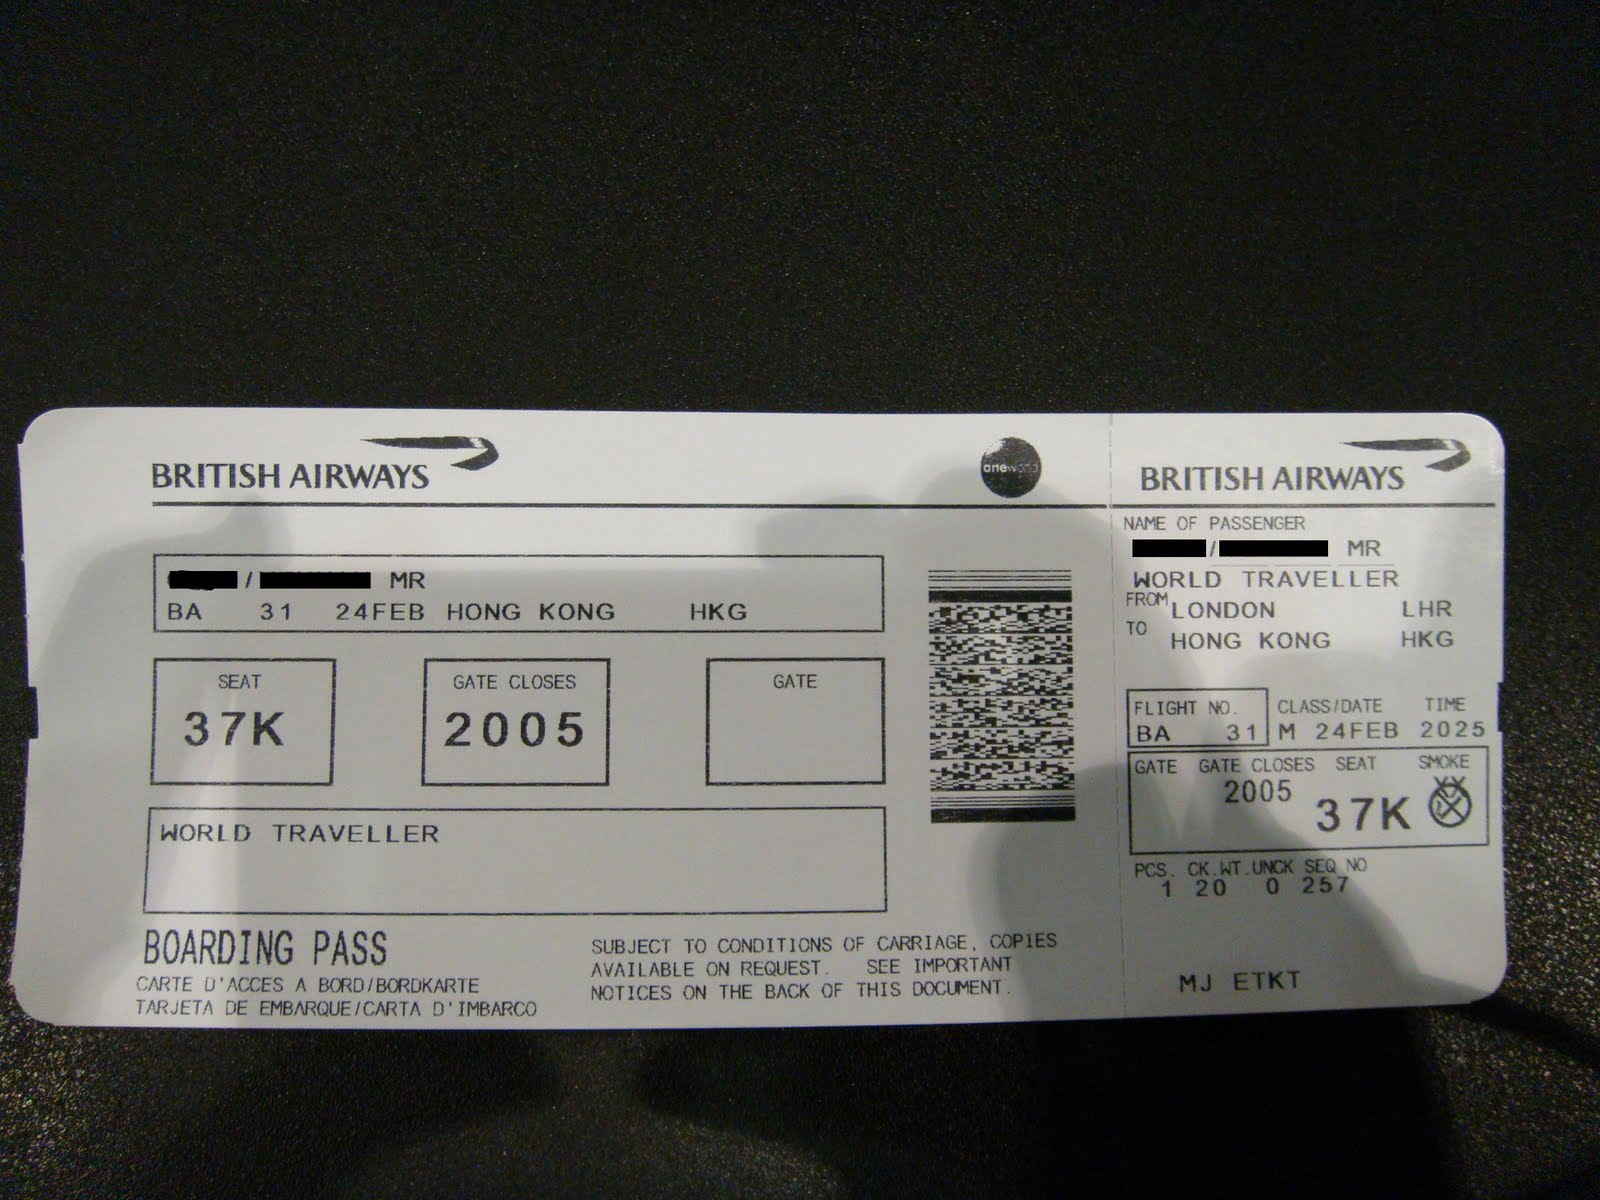 BRITISH AIRWAYS
oneworld
/ MR
BA 31 24FEB HONG KONG HKG
SEAT
37K
GATE CLOSES
2005
GATE
WORLD TRAVELLER
BOARDING PASS
CARTE D'ACCES A BORD/BORDKARTE
TARJETA DE EMBARQUE/CARTA D'IMBARCO
SUBJECT TO CONDITIONS OF CARRIAGE, COPIES
AVAILABLE ON REQUEST. SEE IMPORTANT
NOTICES ON THE BACK OF THIS DOCUMENT.
BRITISH AIRWAYS
NAME OF PASSENGER
/ MR
WORLD TRAVELLER
FROM LONDON LHR
TO HONG KONG HKG
FLIGHT NO. CLASS/DATE TIME
BA 31 M 24FEB 2025
GATE GATE CLOSES SEAT SMOKE
2005 37K
PCS. CK.WT.UNCK SEQ NO
1 20 0 257
MJ ETKT